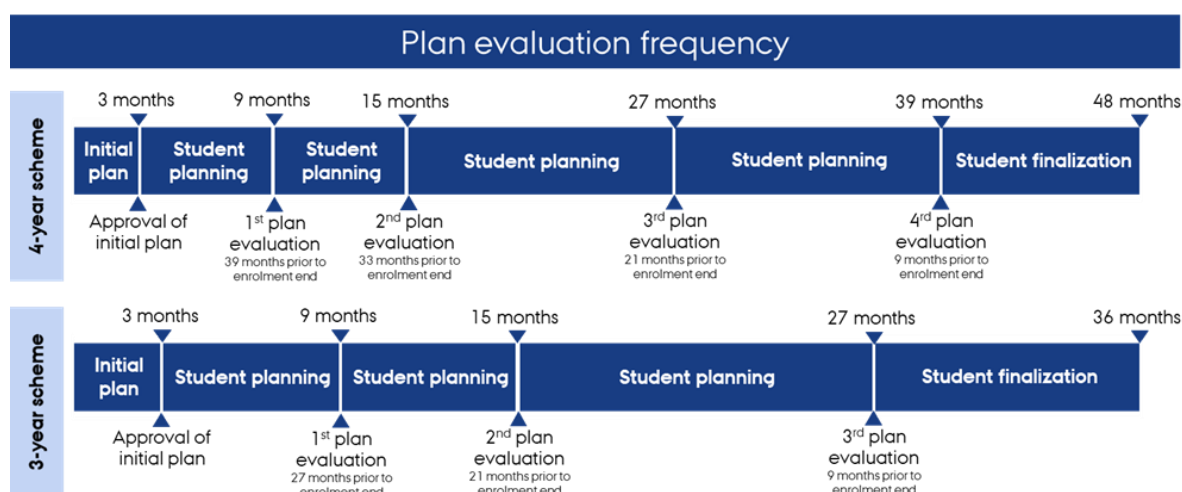 Plan evaluation frequency
4-year scheme
3 months
9 months
15 months
27 months
39 months
48 months
Initial
plan
Student
planning
Student
planning
Student planning
Student planning
Student finalization
Approval of
initial plan
1st plan
evaluation
39 months prior to
enrolment end
2nd plan
evaluation
33 months prior to
enrolment end
3rd plan
evaluation
21 months prior to
enrolment end
4rd plan
evaluation
9 months prior to
enrolment end
3-year scheme
3 months
9 months
15 months
27 months
36 months
Initial
plan
Student planning
Student planning
Student planning
Student finalization
Approval of
initial plan
1st plan
evaluation
27 months prior to
enrolment end
2nd plan
evaluation
21 months prior to
enrolment end
3rd plan
evaluation
9 months prior to
enrolment end